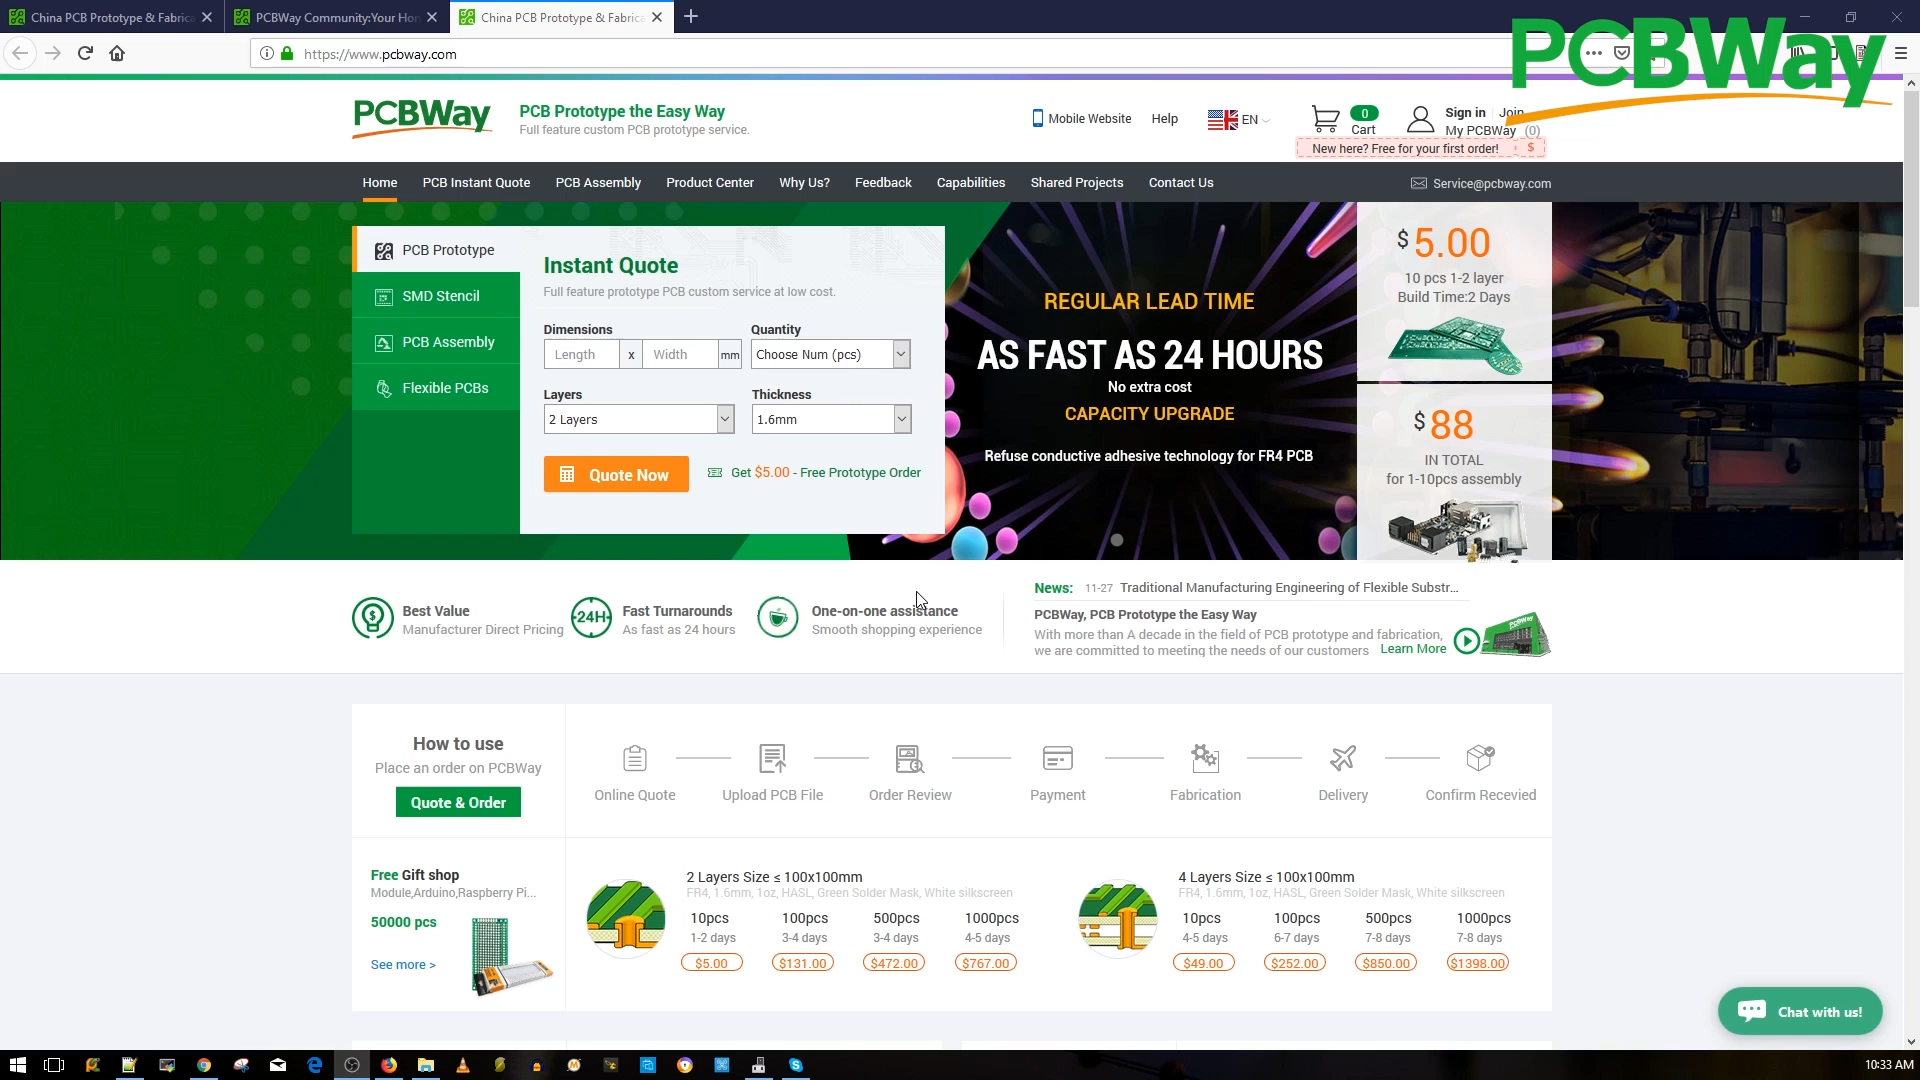 China PCB Prototype & Fabrica
PCBWay Community:Your Hom
China PCB Prototype & Fabrica
https://www.pcbway.com
PCBWay
PCBWay
PCB Prototype the Easy Way
Full feature custom PCB prototype service.
Mobile Website
Help
EN
0
Cart
Sign in
Join
My PCBWay (0)
New here? Free for your first order!
$
Home
PCB Instant Quote
PCB Assembly
Product Center
Why Us?
Feedback
Capabilities
Shared Projects
Contact Us
Service@pcbway.com
PCB Prototype
SMD Stencil
PCB Assembly
Flexible PCBs
Instant Quote
Full feature prototype PCB custom service at low cost.
Dimensions
Quantity
Length x Width mm
Choose Num (pcs)
Layers
Thickness
2 Layers
1.6mm
Quote Now
Get $5.00 - Free Prototype Order
REGULAR LEAD TIME
AS FAST AS 24 HOURS
No extra cost
CAPACITY UPGRADE
Refuse conductive adhesive technology for FR4 PCB
$5.00
10 pcs 1-2 layer
Build Time:2 Days
$88
IN TOTAL
for 1-10pcs assembly
Best Value
Manufacturer Direct Pricing
24H
Fast Turnarounds
As fast as 24 hours
One-on-one assistance
Smooth shopping experience
News: 11-27 Traditional Manufacturing Engineering of Flexible Substr...
PCBWay, PCB Prototype the Easy Way
With more than A decade in the field of PCB prototype and fabrication,
we are committed to meeting the needs of our customers Learn More
PCBWay
How to use
Place an order on PCBWay
Quote & Order
Online Quote
Upload PCB File
Order Review
Payment
Fabrication
Delivery
Confirm Recevied
Free Gift shop
Module,Arduino,Raspberry Pi...
50000 pcs
See more >
2 Layers Size ≤ 100x100mm
FR4, 1.6mm, 1oz, HASL, Green Solder Mask, White silkscreen
10pcs 100pcs 500pcs 1000pcs
1-2 days 3-4 days 3-4 days 4-5 days
$5.00 $131.00 $472.00 $767.00
4 Layers Size ≤ 100x100mm
FR4, 1.6mm, 1oz, HASL, Green Solder Mask, White silkscreen
10pcs 100pcs 500pcs 1000pcs
4-5 days 6-7 days 7-8 days 7-8 days
$49.00 $252.00 $850.00 $1398.00
Chat with us!
10:33 AM